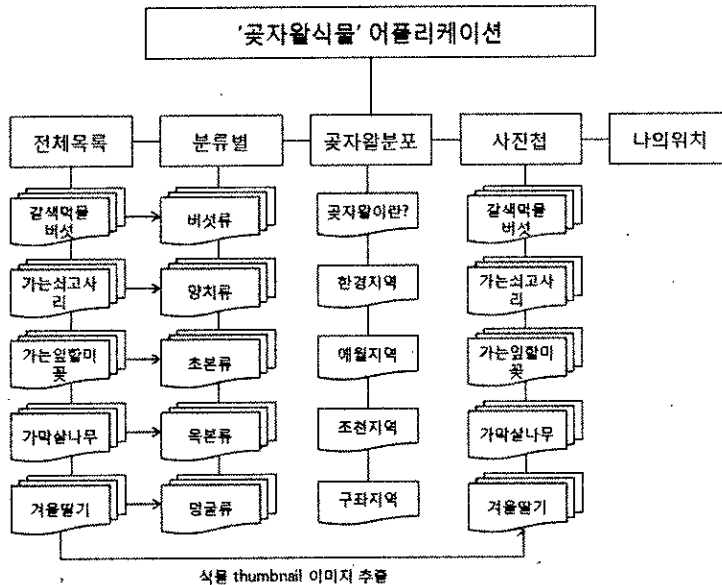 '곶자왈식물' 어플리케이션
전체목록
분류별
곶자왈분포
사진첩
나의위치
갈색먹물
버섯
버섯류
곶자왈이란?
갈색먹물
버섯
가는쇠고사
리
양치류
한경지역
가는쇠고사
리
가는잎할미
꽃
초본류
애월지역
가는잎할미
꽃
가막살나무
목본류
조천지역
가막살나무
겨울딸기
덩굴류
구좌지역
겨울딸기
식물 thumbnail 이미지 추출